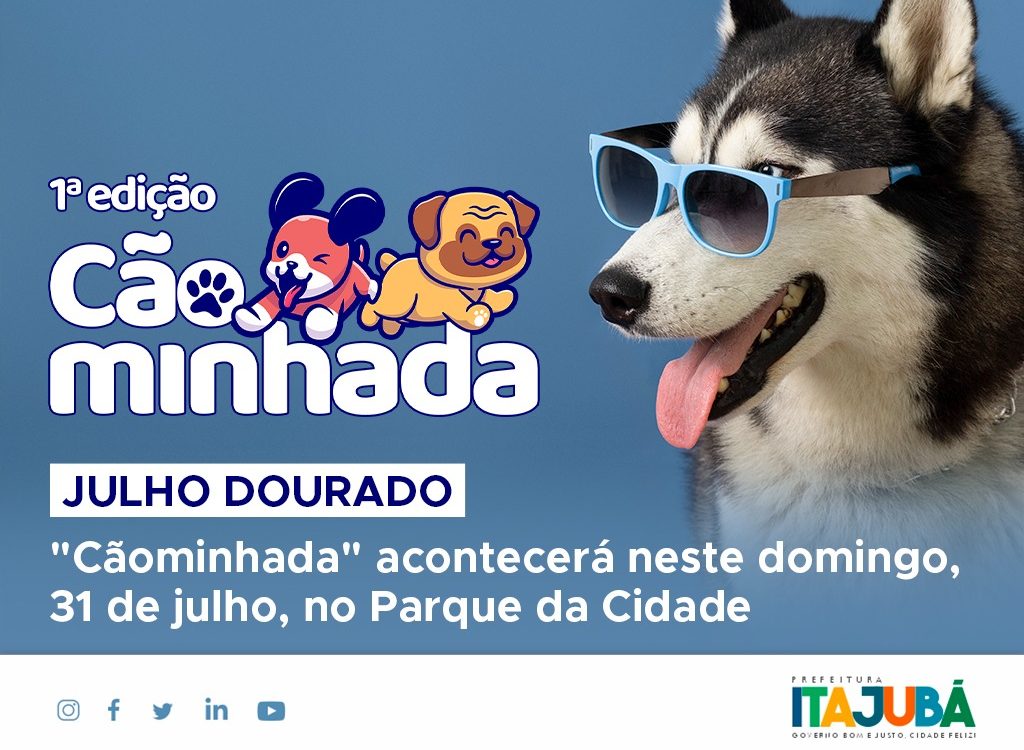 1ª edição
Cão
minhada
JULHO DOURADO
"Cãominhada" acontecerá neste domingo,
31 de julho, no Parque da Cidade
PREFEITURA
ITAJUBÁ
GOVERNO BOM E JUSTO, CIDADE FELIZ!